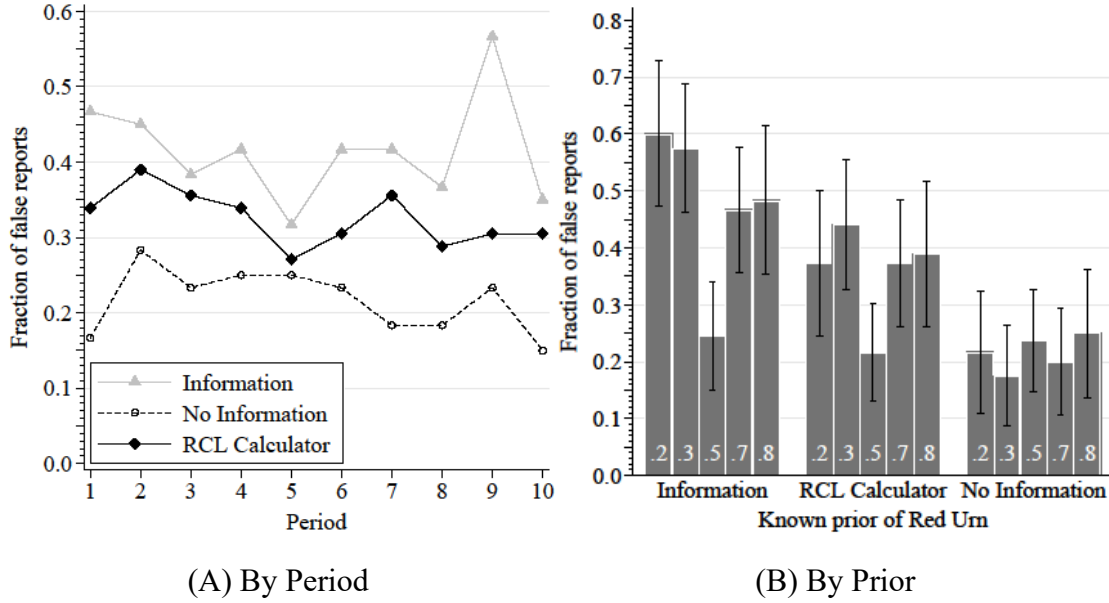 0.6
0.5
0.4
0.3
0.2
0.1
0.0
Fraction of false reports
Information
No Information
RCL Calculator
1 2 3 4 5 6 7 8 9 10
Period
(A) By Period
0.8
0.7
0.6
0.5
0.4
0.3
0.2
0.1
0.0
Fraction of false reports
.2 .3 .5 .7 .8 .2 .3 .5 .7 .8 .2 .3 .5 .7 .8
Information RCL Calculator No Information
Known prior of Red Urn
(B) By Prior